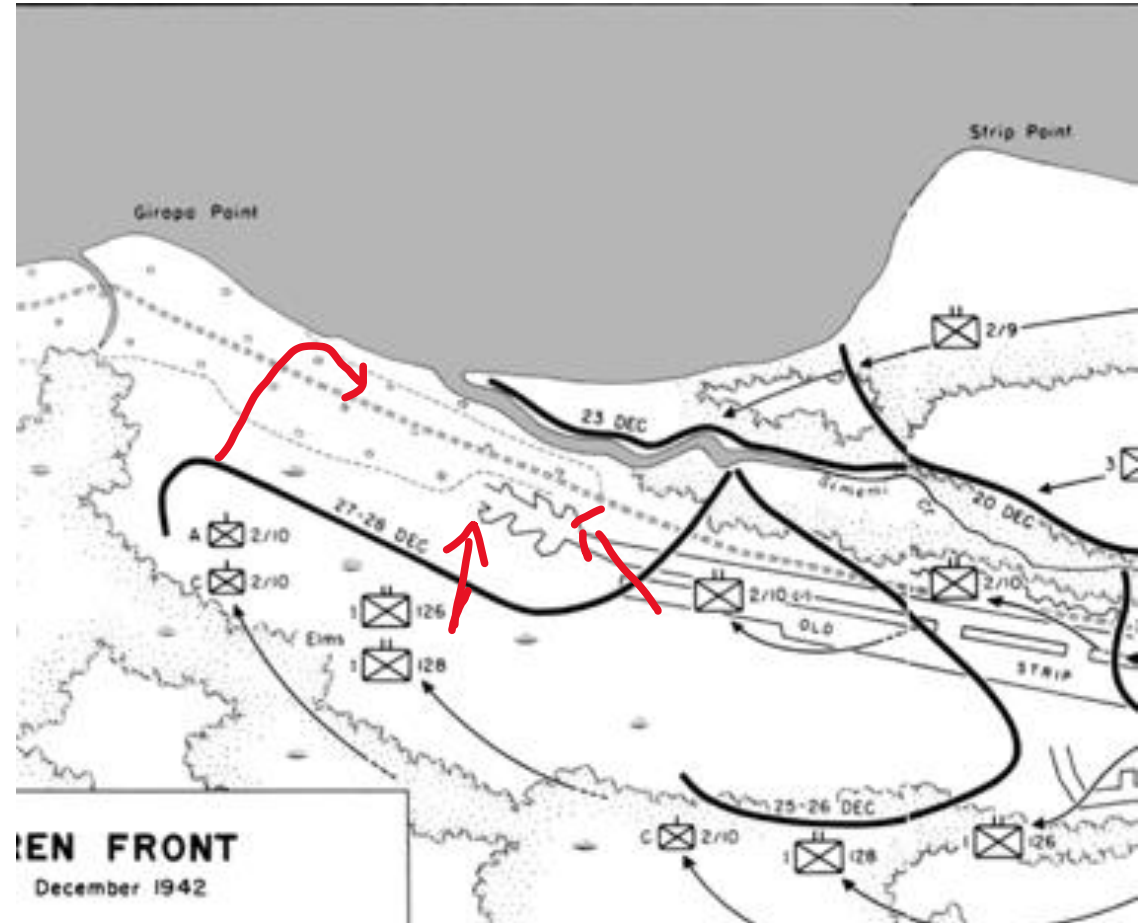 Strip Point
Giropa Point
2/9
23 DEC
3
Simemi
Cr
20 DEC
27-28 DEC
A 2/10
C 2/10
1 126
Elms
1 128
2/10 (-)
2/10
OLD
STRIP
25-26 DEC
C 2/10
1 128
1 126
REN FRONT
December 1942